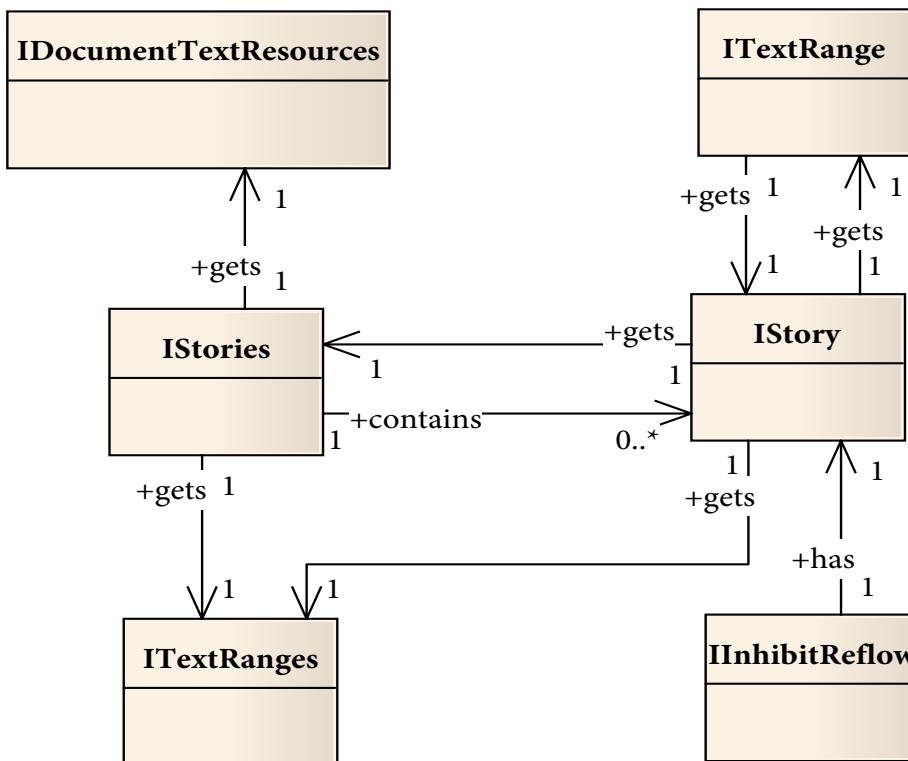 IDocumentTextResources
ITextRange
1
+gets
1
1
+gets
+gets
1
1
1
+gets
IStories
IStory
+gets
1
1
+contains
1
0..*
+gets
1
1
+gets
1
+has
1
1
1
ITextRanges
IInhibitReflow